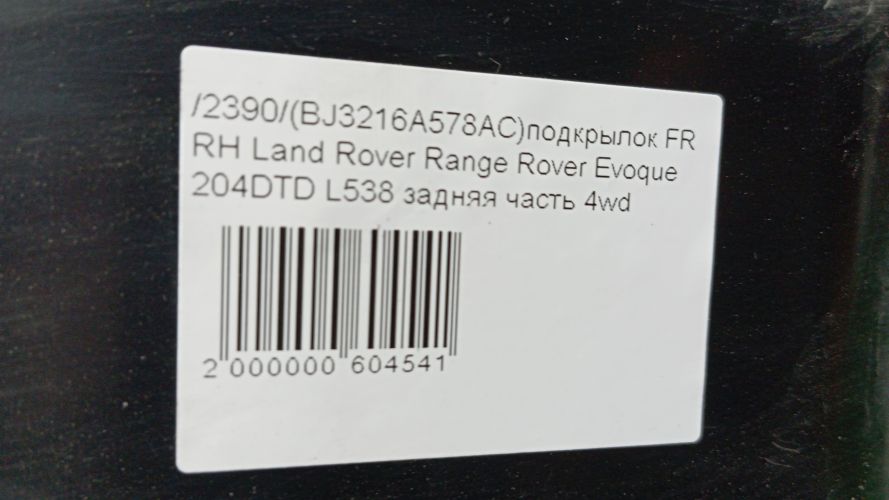 /2390/(BJ3216A578AC)подкрылок FR
RH Land Rover Range Rover Evoque
204DTD L538 задняя часть 4wd
2 000000 604541